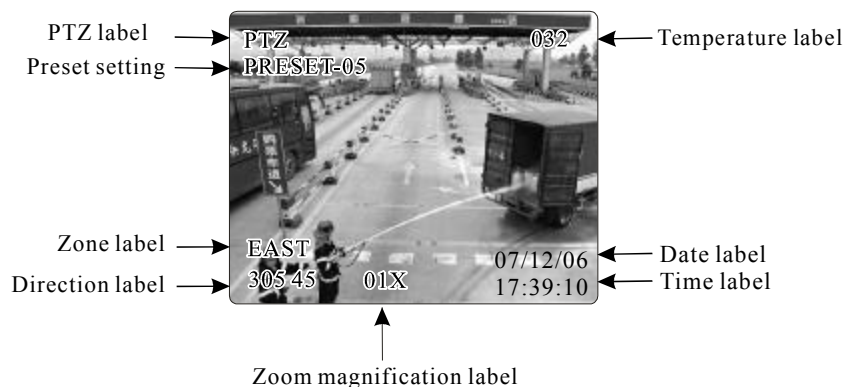 PTZ label
PTZ
032
Temperature label
Preset setting
PRESET-05
Zone label
EAST
07/12/06
Date label
Direction label
305 45
01X
17:39:10
Time label
Zoom magnification label